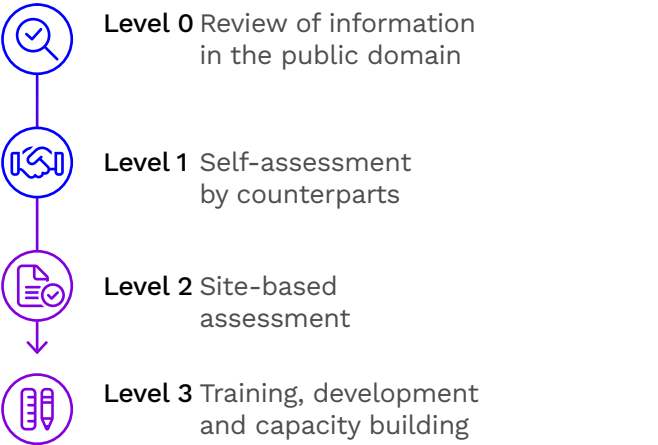 Level 0 Review of information
in the public domain
Level 1 Self-assessment
by counterparts
Level 2 Site-based
assessment
Level 3 Training, development
and capacity building